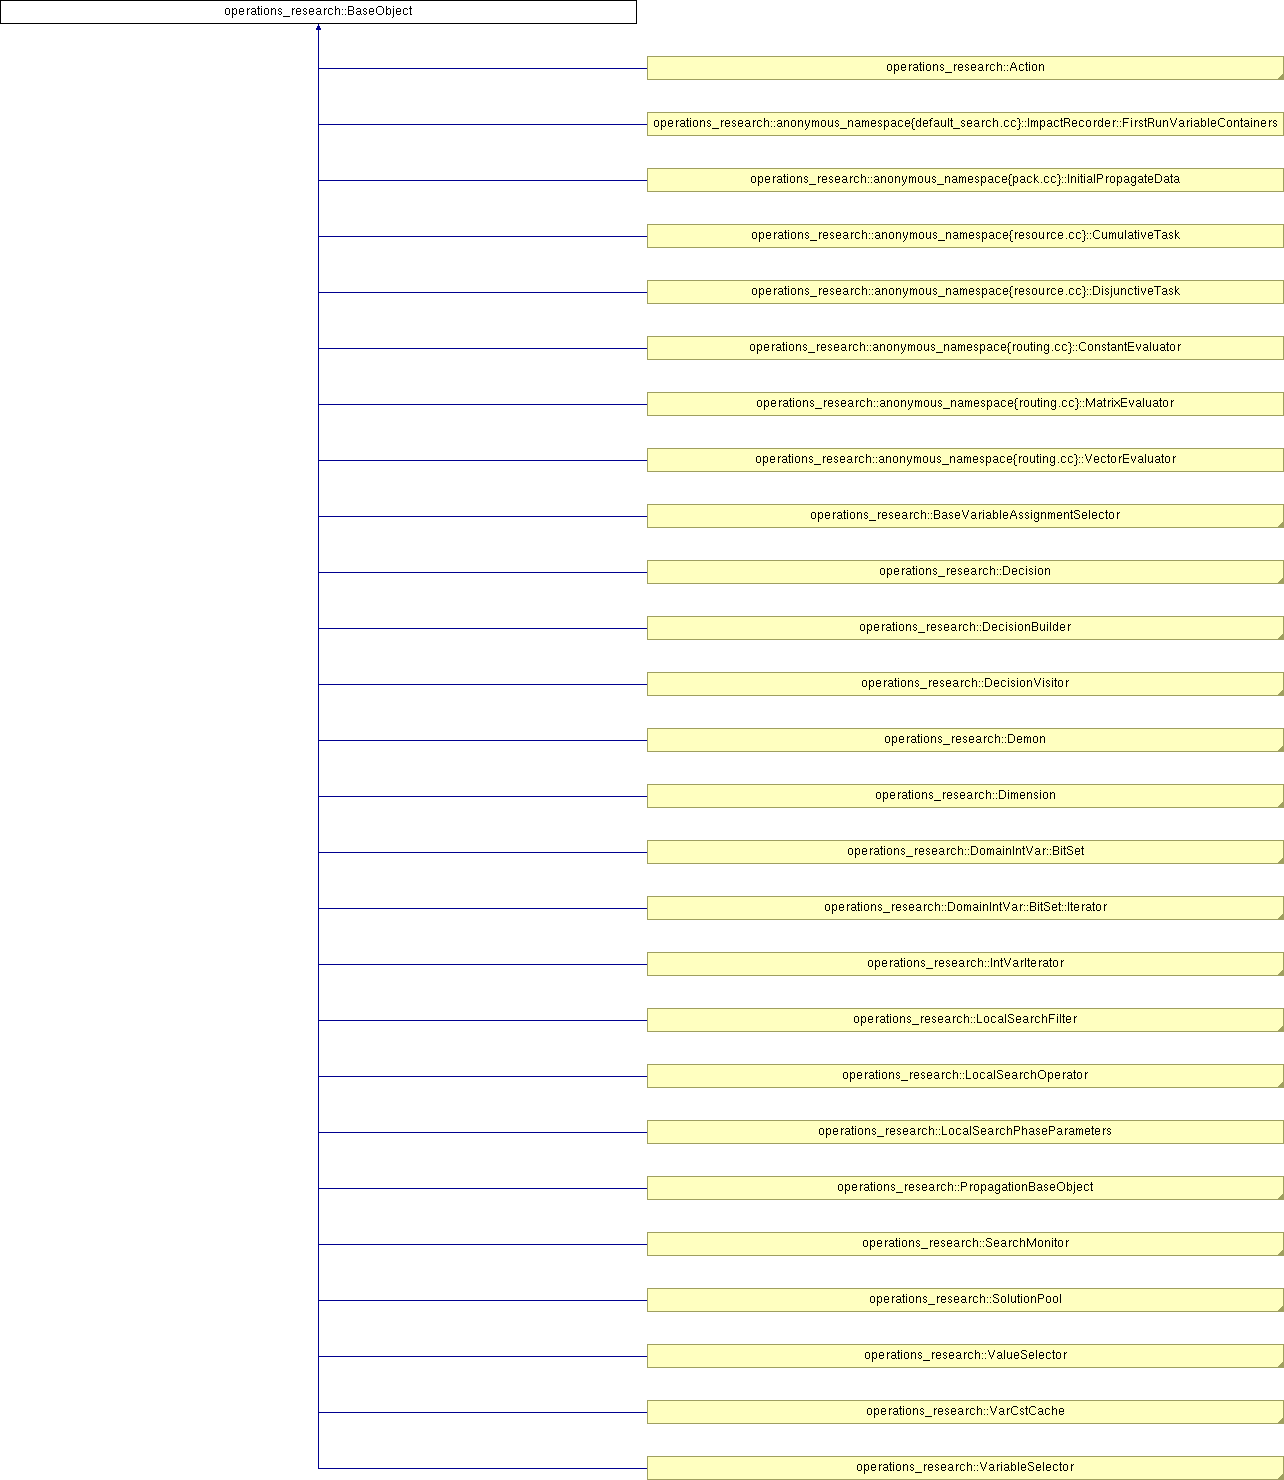 operations_research::BaseObject
operations_research::Action
operations_research::anonymous_namespace{default_search.cc}::ImpactRecorder::FirstRunVariableContainers
operations_research::anonymous_namespace{pack.cc}::InitialPropagateData
operations_research::anonymous_namespace{resource.cc}::CumulativeTask
operations_research::anonymous_namespace{resource.cc}::DisjunctiveTask
operations_research::anonymous_namespace{routing.cc}::ConstantEvaluator
operations_research::anonymous_namespace{routing.cc}::MatrixEvaluator
operations_research::anonymous_namespace{routing.cc}::VectorEvaluator
operations_research::BaseVariableAssignmentSelector
operations_research::Decision
operations_research::DecisionBuilder
operations_research::DecisionVisitor
operations_research::Demon
operations_research::Dimension
operations_research::DomainIntVar::BitSet
operations_research::DomainIntVar::BitSet::Iterator
operations_research::IntVarIterator
operations_research::LocalSearchFilter
operations_research::LocalSearchOperator
operations_research::LocalSearchPhaseParameters
operations_research::PropagationBaseObject
operations_research::SearchMonitor
operations_research::SolutionPool
operations_research::ValueSelector
operations_research::VarCstCache
operations_research::VariableSelector